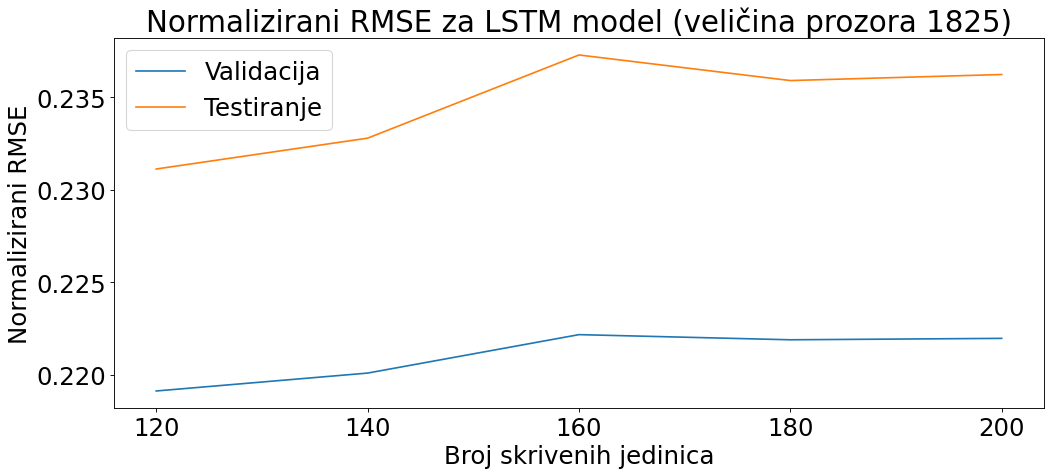 Normalizirani RMSE za LSTM model (veličina prozora 1825)
Validacija
Testiranje
Normalizirani RMSE
0.235
0.230
0.225
0.220
120 140 160 180 200
Broj skrivenih jedinica